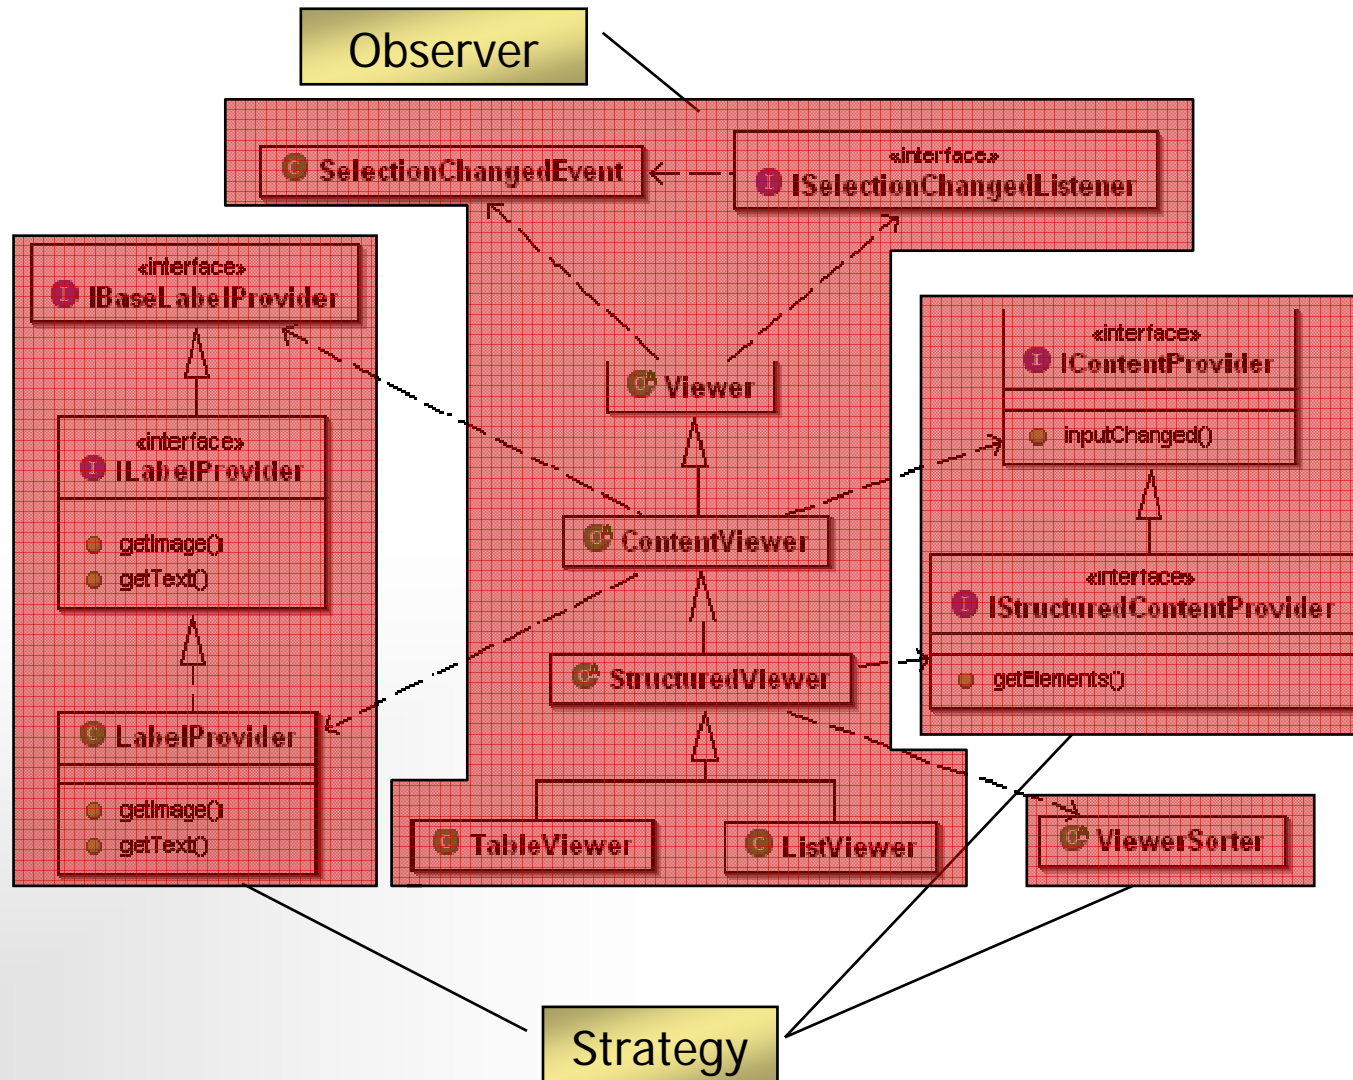 Observer
SelectionChangedEvent
«interface»
ISelectionChangedListener
«interface»
IBaseLabelProvider
«interface»
ILabelProvider
getImage()
getText()
LabelProvider
getImage()
getText()
Viewer
ContentViewer
StructuredViewer
TableViewer
ListViewer
«interface»
IContentProvider
inputChanged()
«interface»
IStructuredContentProvider
getElements()
ViewerSorter
Strategy